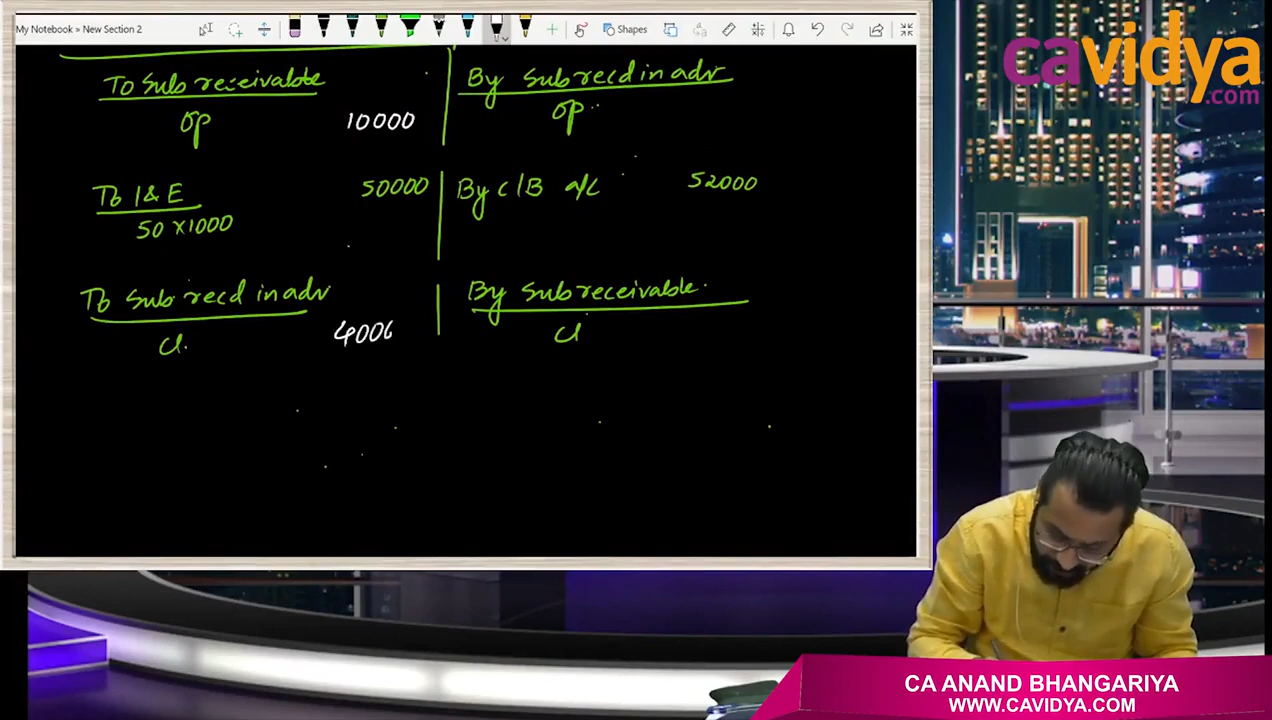 My Notebook » New Section 2
Shapes
cavidya
.com
To Sub receivable
op
10000
By Sub recd in adv
op
To I & E
50 x 1000
50000
By C/B a/c
52000
To Sub recd in adv
cl.
4000
By Sub receivable.
cl
CA ANAND BHANGARIYA
WWW.CAVIDYA.COM